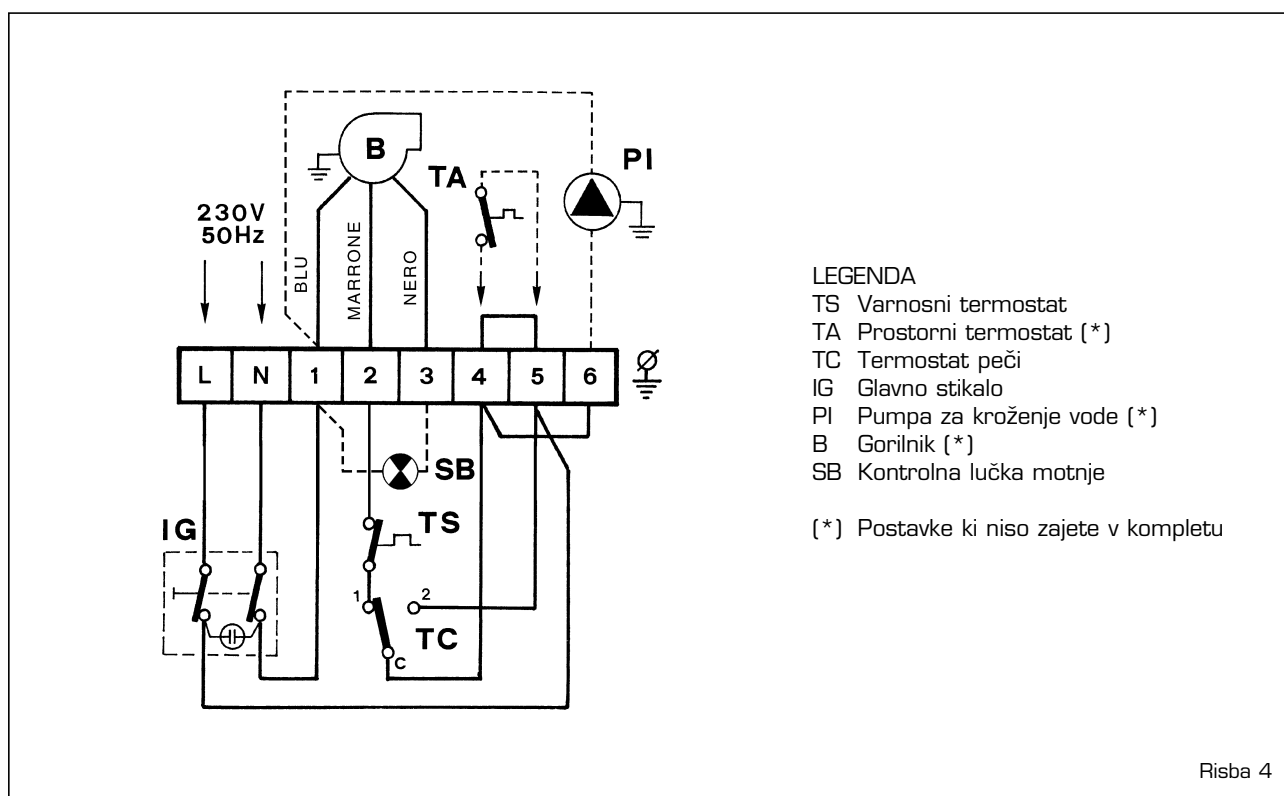 B
TA
PI
230V
50Hz
BLU
MARRONE
NERO
L N 1 2 3 4 5 6
SB
IG
TS
1 2
TC
C
LEGENDA
TS Varnosni termostat
TA Prostorni termostat (*)
TC Termostat peči
IG Glavno stikalo
PI Pumpa za kroženje vode (*)
B Gorilnik (*)
SB Kontrolna lučka motnje
(*) Postavke ki niso zajete v kompletu
Risba 4